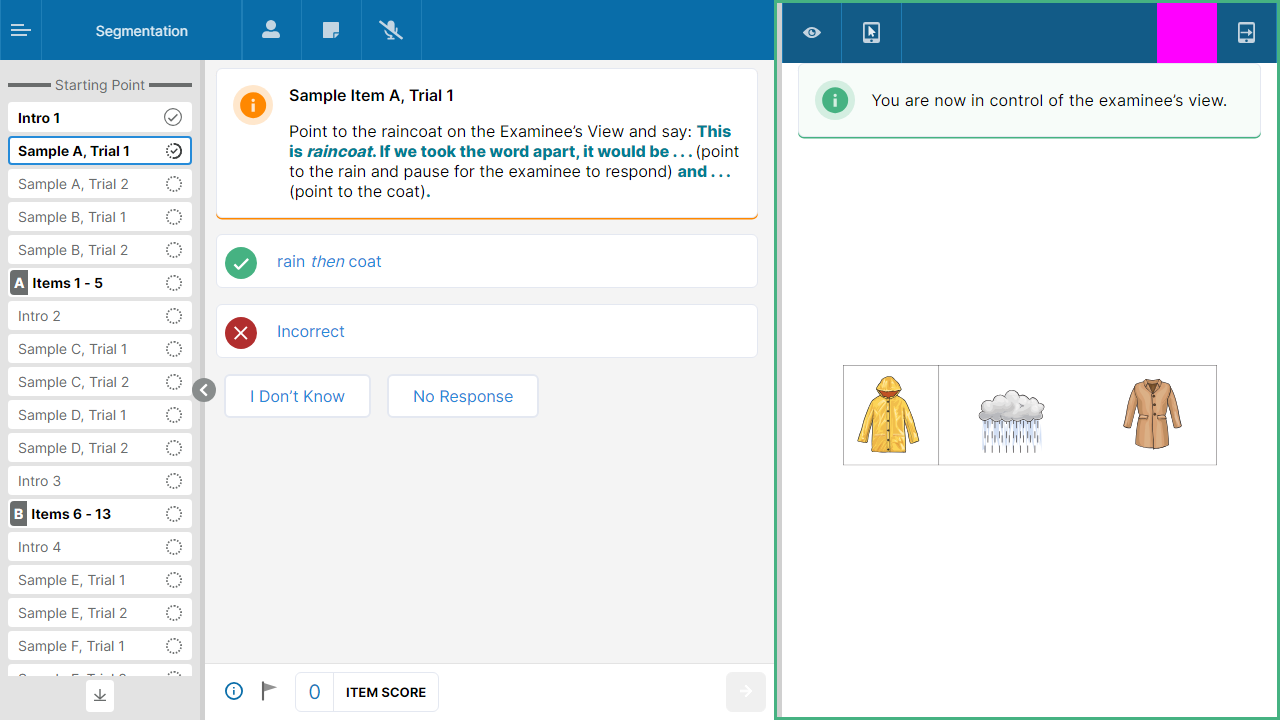 Segmentation
Starting Point
Intro 1
Sample A, Trial 1
Sample A, Trial 2
Sample B, Trial 1
Sample B, Trial 2
A Items 1 - 5
Intro 2
Sample C, Trial 1
Sample C, Trial 2
Sample D, Trial 1
Sample D, Trial 2
Intro 3
B Items 6 - 13
Intro 4
Sample E, Trial 1
Sample E, Trial 2
Sample F, Trial 1
Sample Item A, Trial 1
Point to the raincoat on the Examinee’s View and say: This
is raincoat. If we took the word apart, it would be . . . (point
to the rain and pause for the examinee to respond) and . . .
(point to the coat).
rain then coat
Incorrect
I Don’t Know
No Response
0 ITEM SCORE
You are now in control of the examinee’s view.